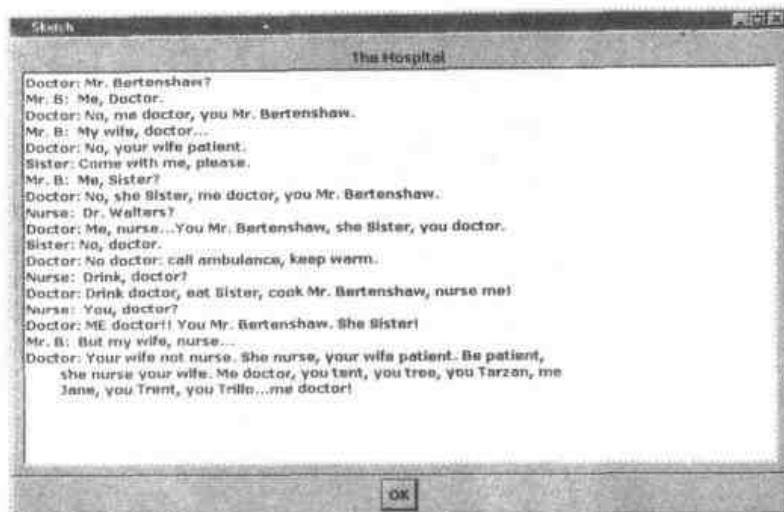 Sketch
The Hospital
Doctor: Mr. Bertenshaw?
Mr. B: Me, Doctor.
Doctor: No, me doctor, you Mr. Bertenshaw.
Mr. B: My wife, doctor...
Doctor: No, your wife patient.
Sister: Come with me, please.
Mr. B: Me, Sister?
Doctor: No, she Sister, me doctor, you Mr. Bertenshaw.
Nurse: Dr. Walters?
Doctor: Me, nurse...You Mr. Bertenshaw, she Sister, you doctor.
Sister: No, doctor.
Doctor: No doctor: call ambulance, keep warm.
Nurse: Drink, doctor?
Doctor: Drink doctor, eat Sister, cook Mr. Bertenshaw, nurse me!
Nurse: You, doctor?
Doctor: ME doctor!! You Mr. Bertenshaw. She Sister!
Mr. B: But my wife, nurse...
Doctor: Your wife not nurse. She nurse, your wife patient. Be patient,
she nurse your wife. Me doctor, you tent, you tree, you Tarzan, me
Jane, you Trent, you Trillo...me doctor!
OK